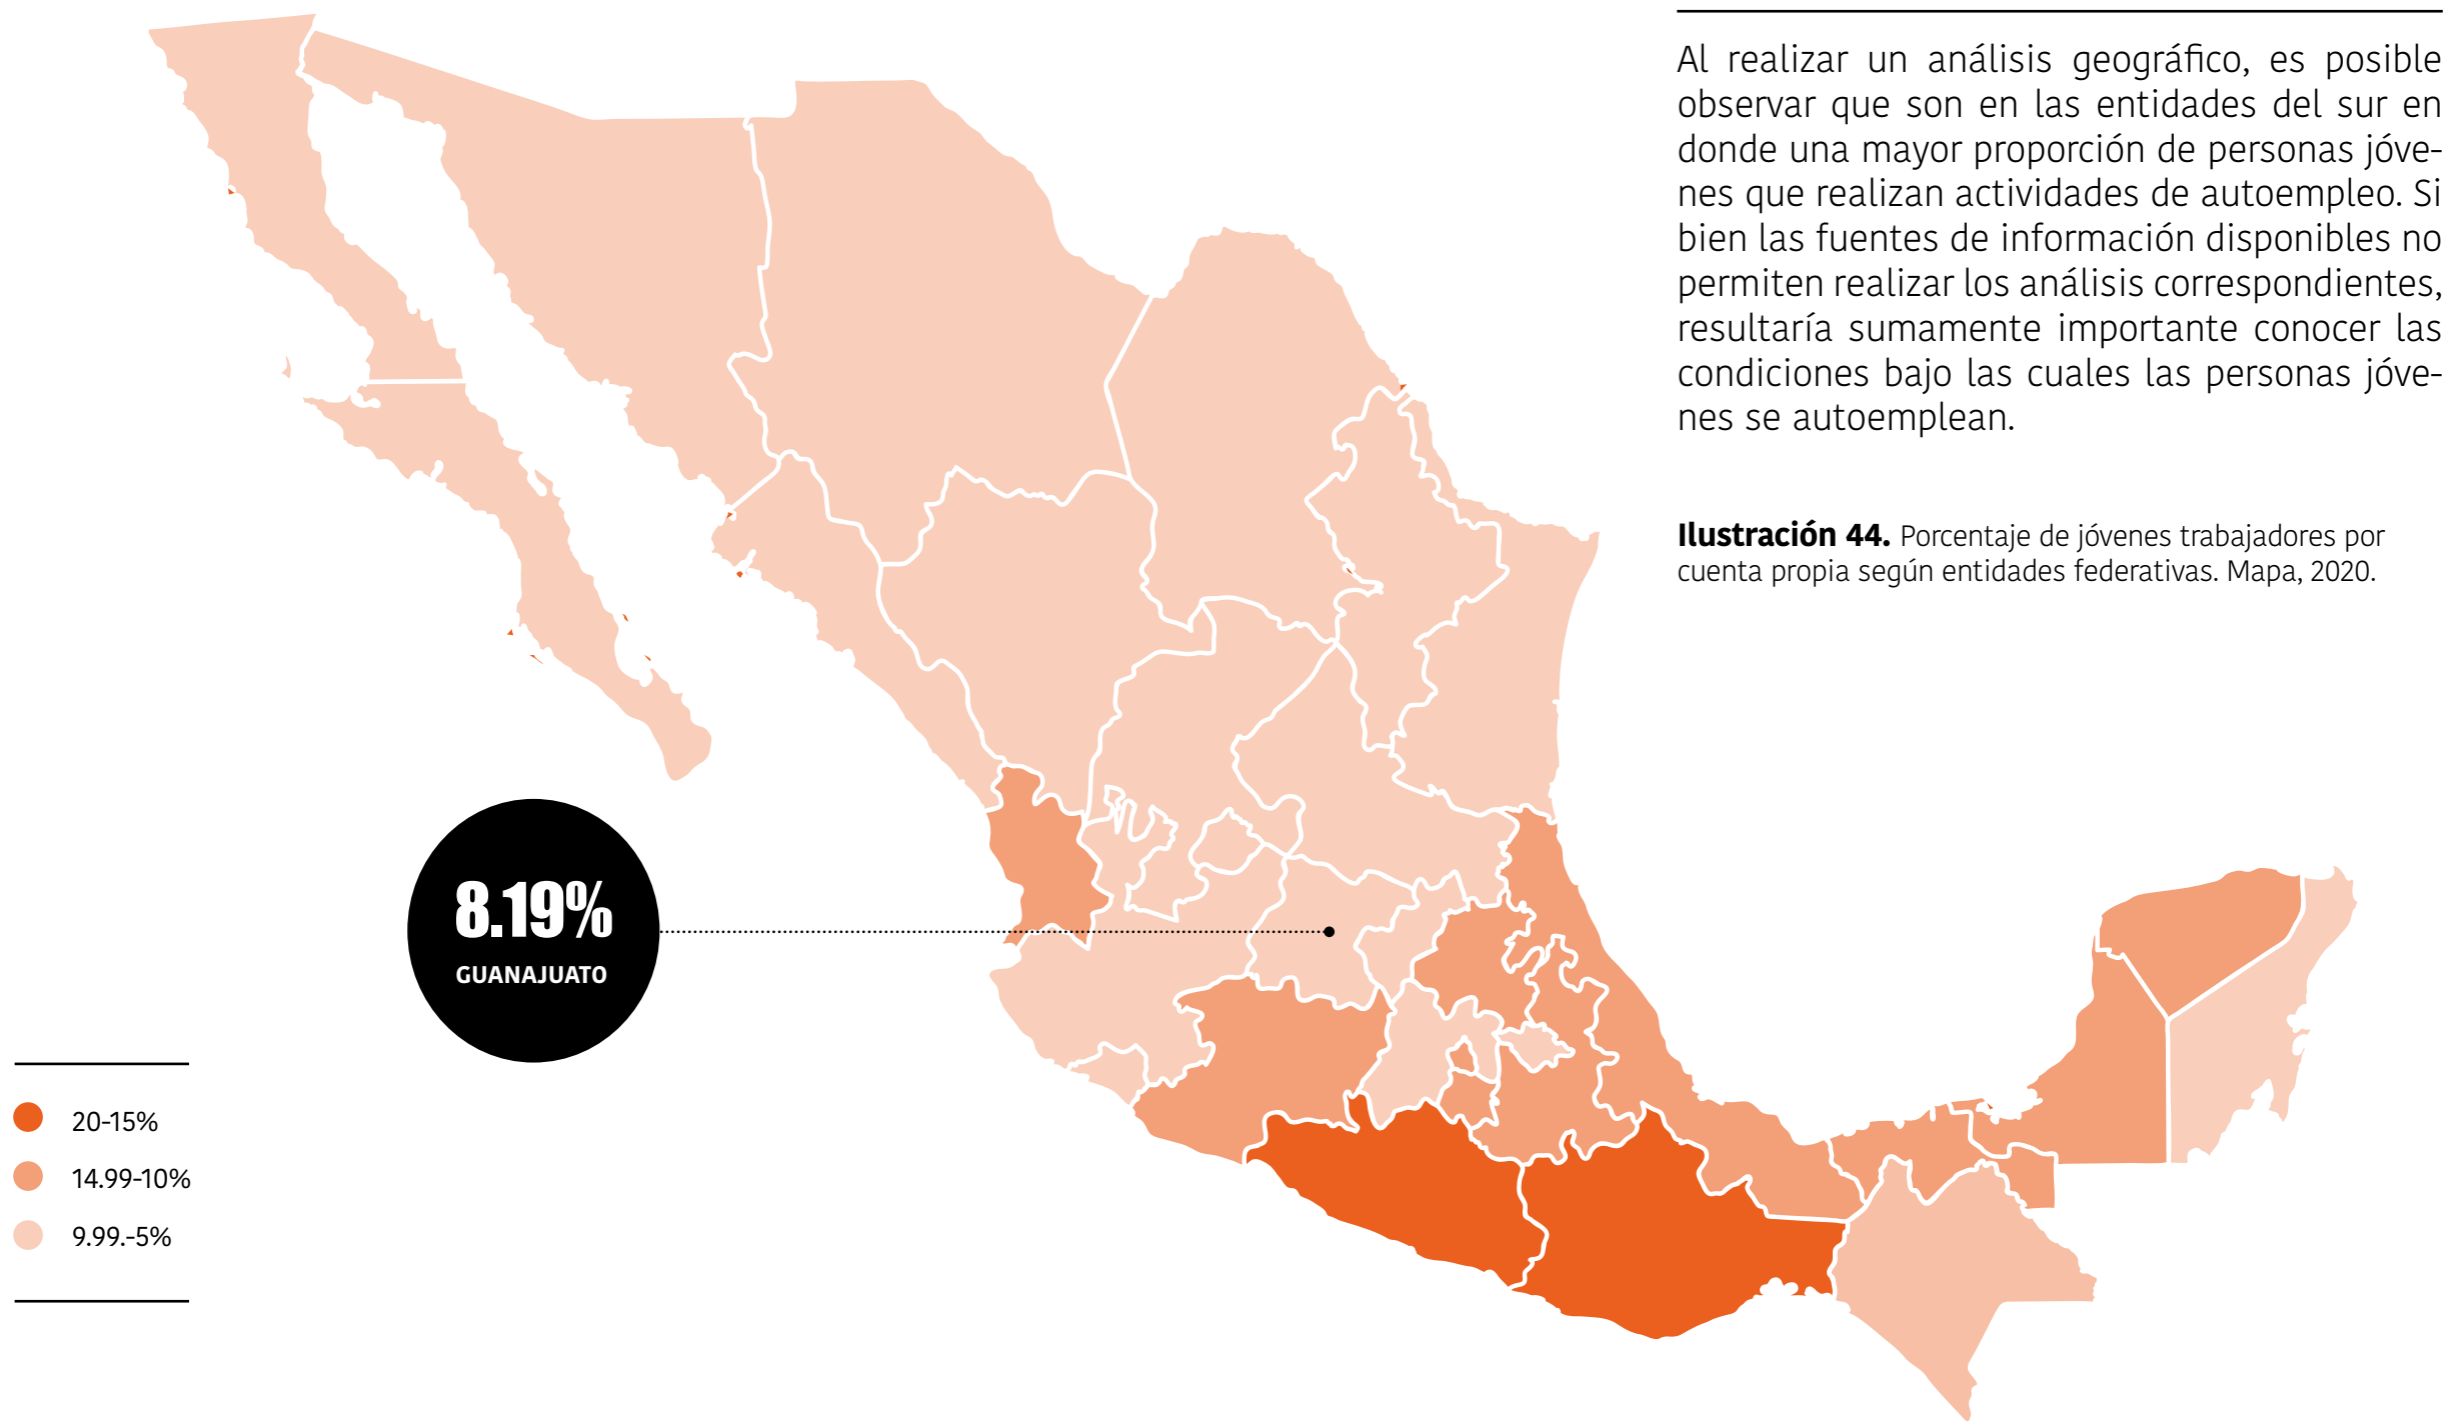 Al realizar un análisis geográfico, es posible
observar que son en las entidades del sur en
donde una mayor proporción de personas jóve-
nes que realizan actividades de autoempleo. Si
bien las fuentes de información disponibles no
permiten realizar los análisis correspondientes,
resultaría sumamente importante conocer las
condiciones bajo las cuales las personas jóve-
nes se autoemplean.
Ilustración 44. Porcentaje de jóvenes trabajadores por
cuenta propia según entidades federativas. Mapa, 2020.
8.19%
GUANAJUATO
20-15%
14.99-10%
9.99.-5%